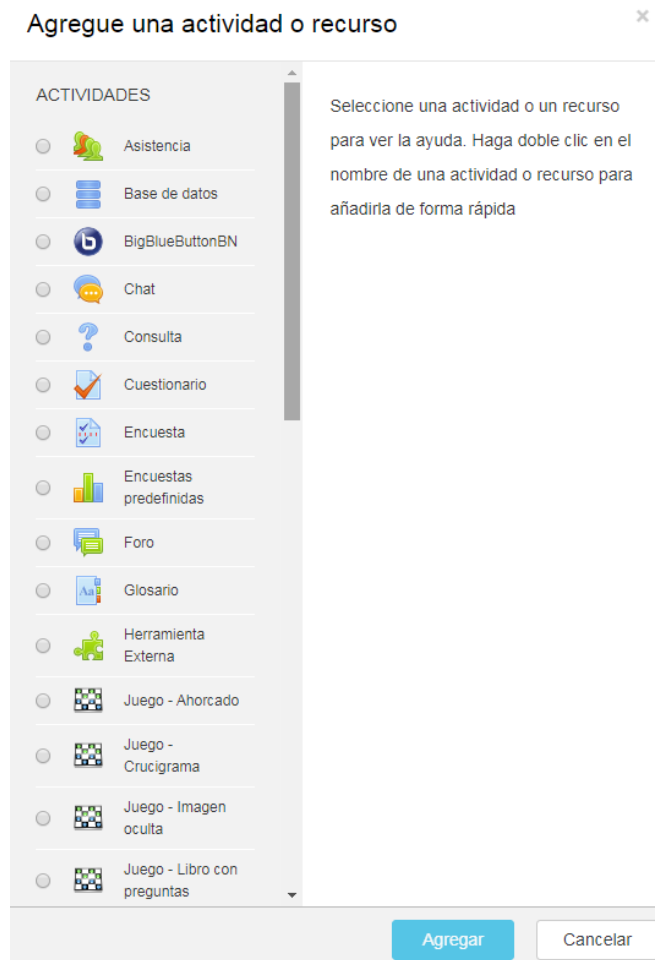 Agregue una actividad o recurso
×
ACTIVIDADES
Asistencia
Base de datos
BigBlueButtonBN
Chat
Consulta
Cuestionario
Encuesta
Encuestas
predefinidas
Foro
Aa
Glosario
Herramienta
Externa
Juego - Ahorcado
Juego -
Crucigrama
Juego - Imagen
oculta
Juego - Libro con
preguntas
Seleccione una actividad o un recurso
para ver la ayuda. Haga doble clic en el
nombre de una actividad o recurso para
añadirla de forma rápida
Agregar
Cancelar